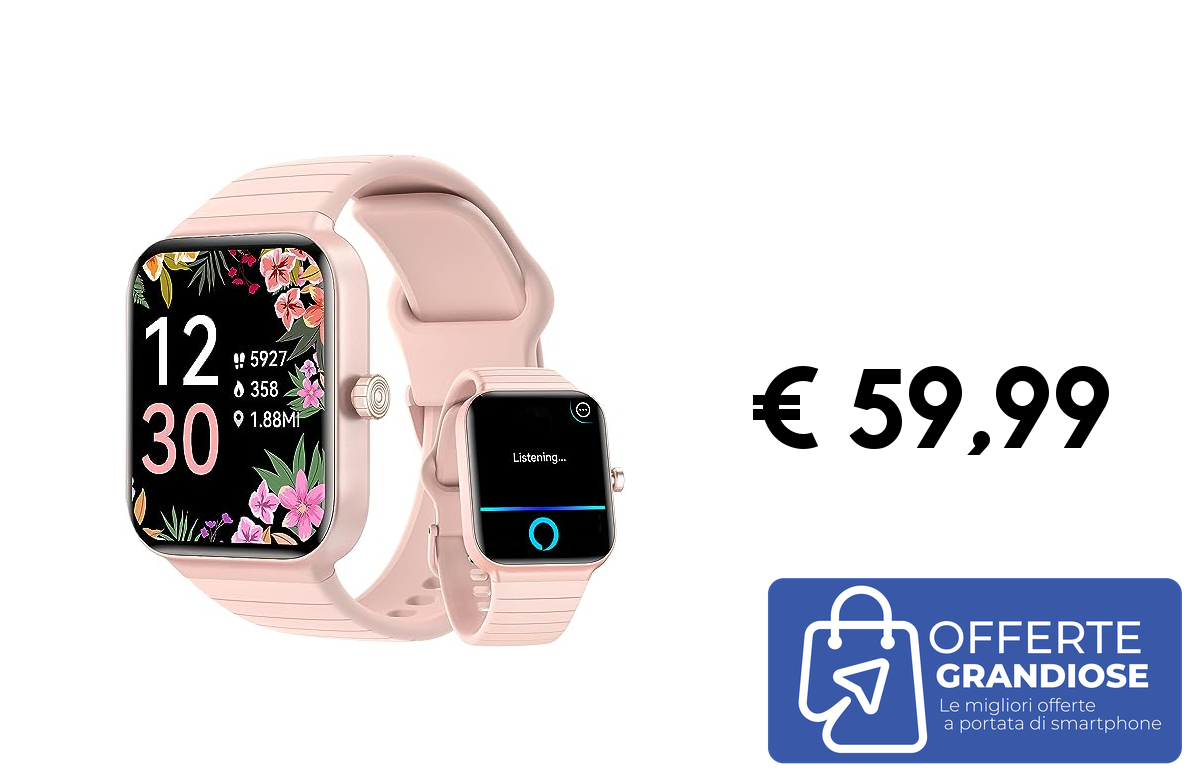 12
30
5927
358
1.88MI
Listening...
€ 59,99
OFFERTE
GRANDIOSE
Le migliori offerte
a portata di smartphone